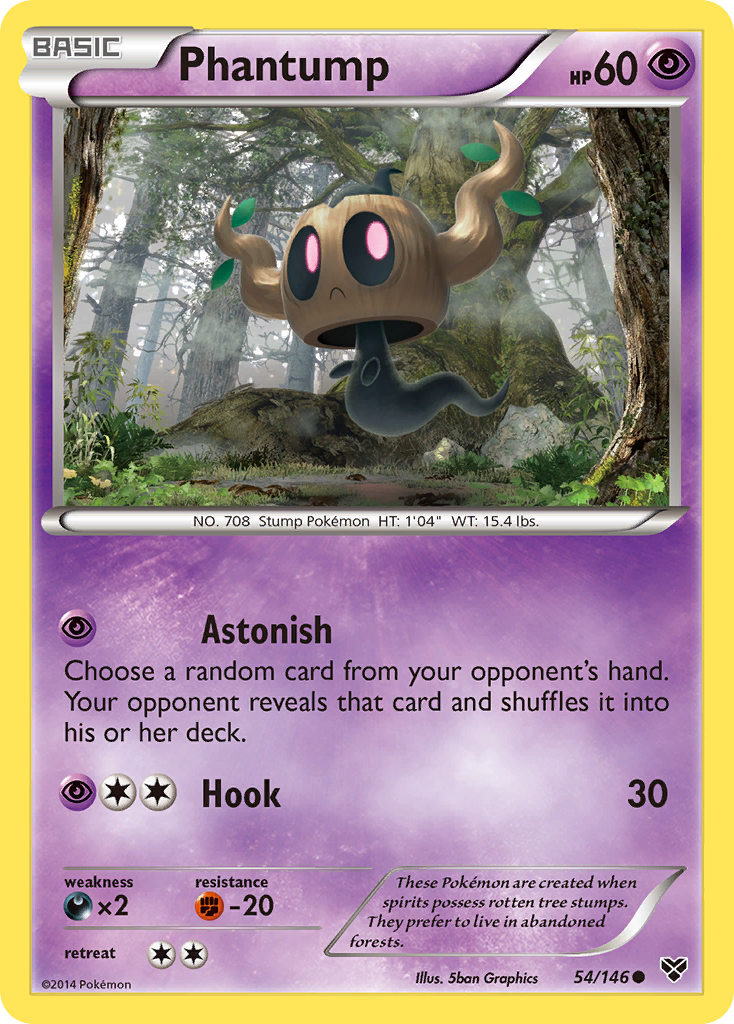 BASIC
Phantump
HP60
NO. 708 Stump Pokémon HT: 1'04" WT: 15.4 lbs.
Astonish
Choose a random card from your opponent's hand.
Your opponent reveals that card and shuffles it into
his or her deck.
Hook 30
weakness
×2
resistance
-20
retreat
These Pokémon are created when
spirits possess rotten tree stumps.
They prefer to live in abandoned
forests.
©2014 Pokémon
Illus. 5ban Graphics
54/146